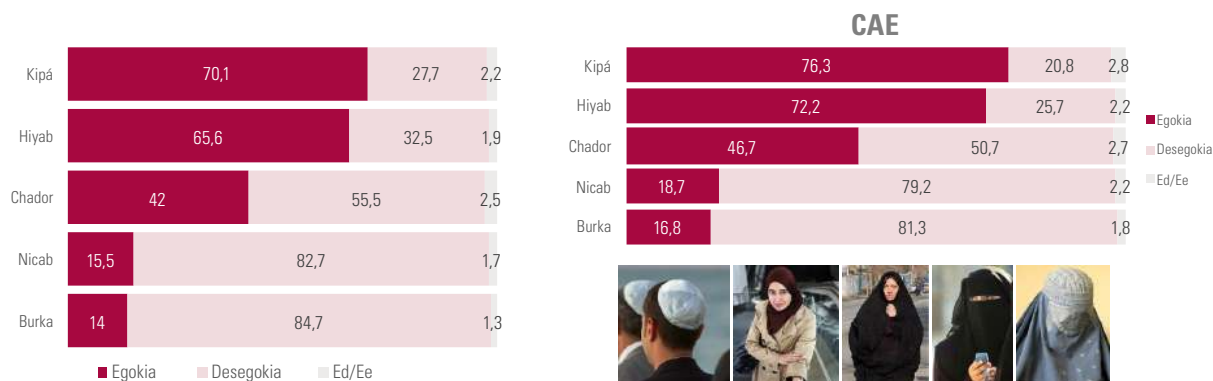 Kipá 70,1 27,7 2,2
Hiyab 65,6 32,5 1,9
Chador 42 55,5 2,5
Nicab 15,5 82,7 1,7
Burka 14 84,7 1,3
Egokia Desegokia Ed/Ee
CAE
Kipá 76,3 20,8 2,8
Hiyab 72,2 25,7 2,2
Chador 46,7 50,7 2,7
Nicab 18,7 79,2 2,2
Burka 16,8 81,3 1,8
Egokia
Desegokia
Ed/Ee